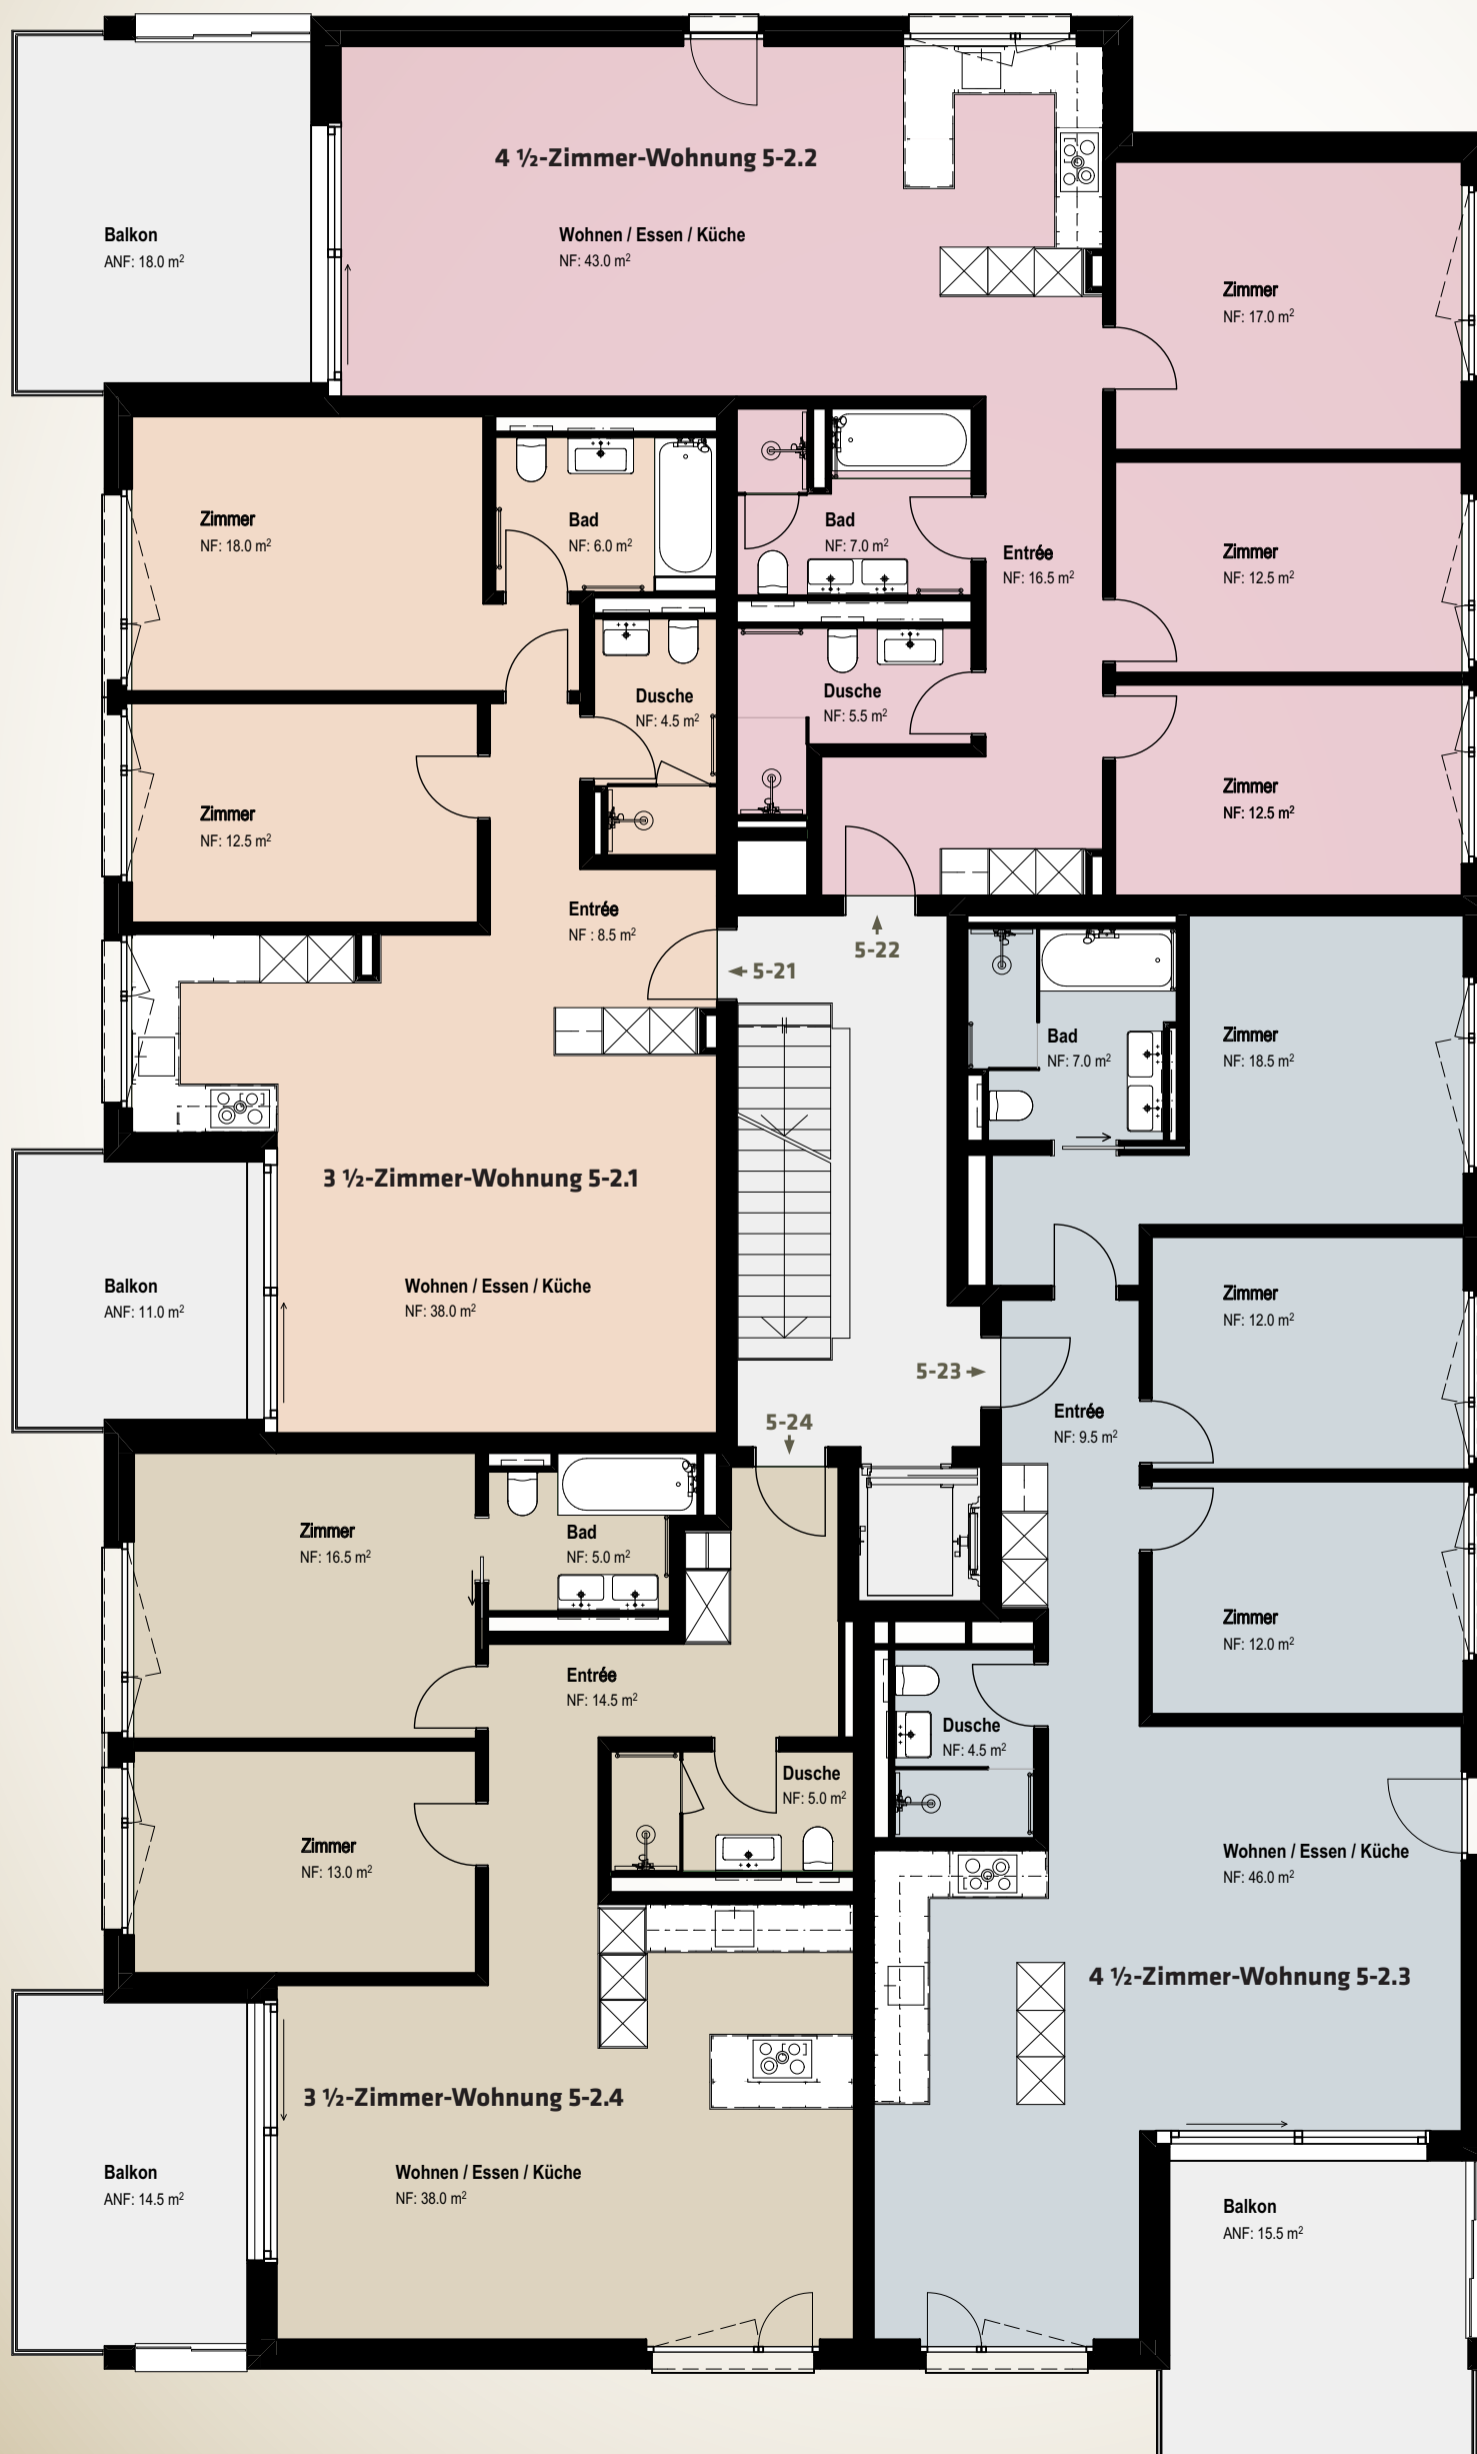 4 ½-Zimmer-Wohnung 5-2.2
Balkon
ANF: 18.0 m²
Wohnen / Essen / Küche
NF: 43.0 m²
Zimmer
NF: 17.0 m²
Zimmer
NF: 18.0 m²
Bad
NF: 6.0 m²
Bad
NF: 7.0 m²
Entrée
NF: 16.5 m²
Zimmer
NF: 12.5 m²
Dusche
NF: 4.5 m²
Dusche
NF: 5.5 m²
Zimmer
NF: 12.5 m²
Zimmer
NF: 12.5 m²
Entrée
NF : 8.5 m²
5-21
5-22
Bad
NF: 7.0 m²
Zimmer
NF: 18.5 m²
3 ½-Zimmer-Wohnung 5-2.1
Balkon
ANF: 11.0 m²
Wohnen / Essen / Küche
NF: 38.0 m²
Zimmer
NF: 12.0 m²
5-23
5-24
Entrée
NF: 9.5 m²
Zimmer
NF: 16.5 m²
Bad
NF: 5.0 m²
Zimmer
NF: 12.0 m²
Entrée
NF: 14.5 m²
Dusche
NF: 4.5 m²
Dusche
NF: 5.0 m²
Zimmer
NF: 13.0 m²
Wohnen / Essen / Küche
NF: 46.0 m²
4 ½-Zimmer-Wohnung 5-2.3
3 ½-Zimmer-Wohnung 5-2.4
Balkon
ANF: 14.5 m²
Wohnen / Essen / Küche
NF: 38.0 m²
Balkon
ANF: 15.5 m²